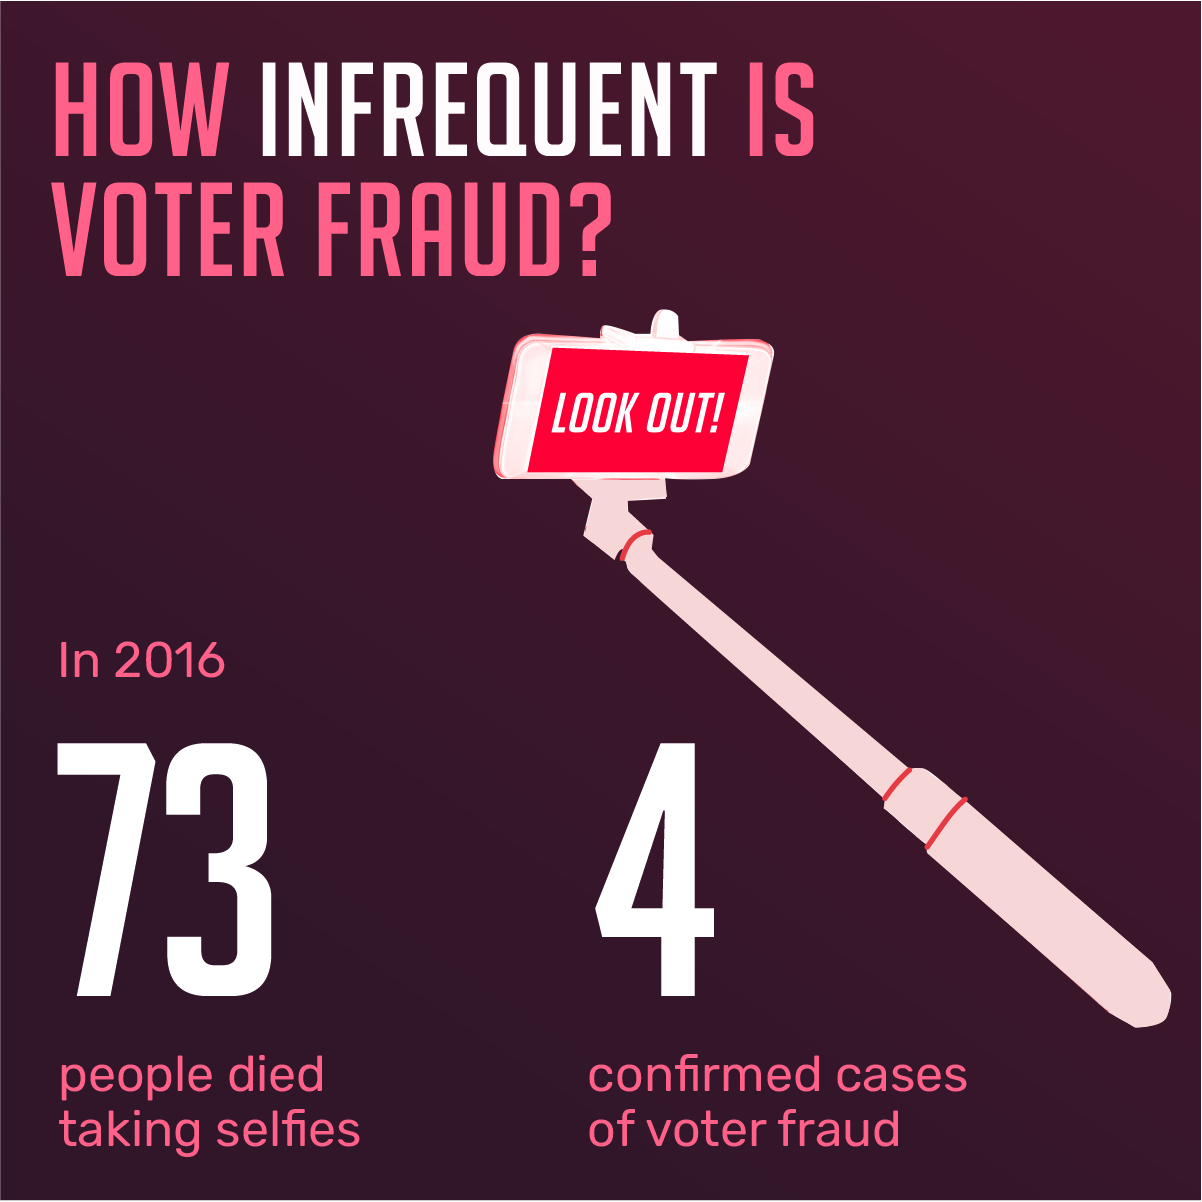 HOW INFREQUENT IS
VOTER FRAUD?
LOOK OUT!
In 2016
73
people died
taking selfies
4
confirmed cases
of voter fraud